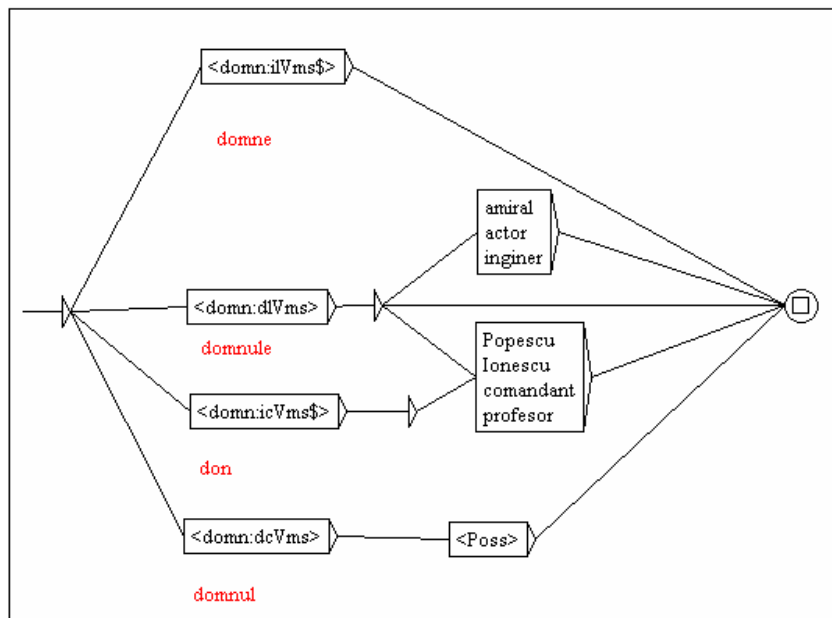 <domn:ilVms$>
domne
amiral
actor
inginer
<domn:dlVms>
domnule
Popescu
Ionescu
comandant
profesor
<domn:icVms$>
don
<domn:dcVms>
<Poss>
domnul